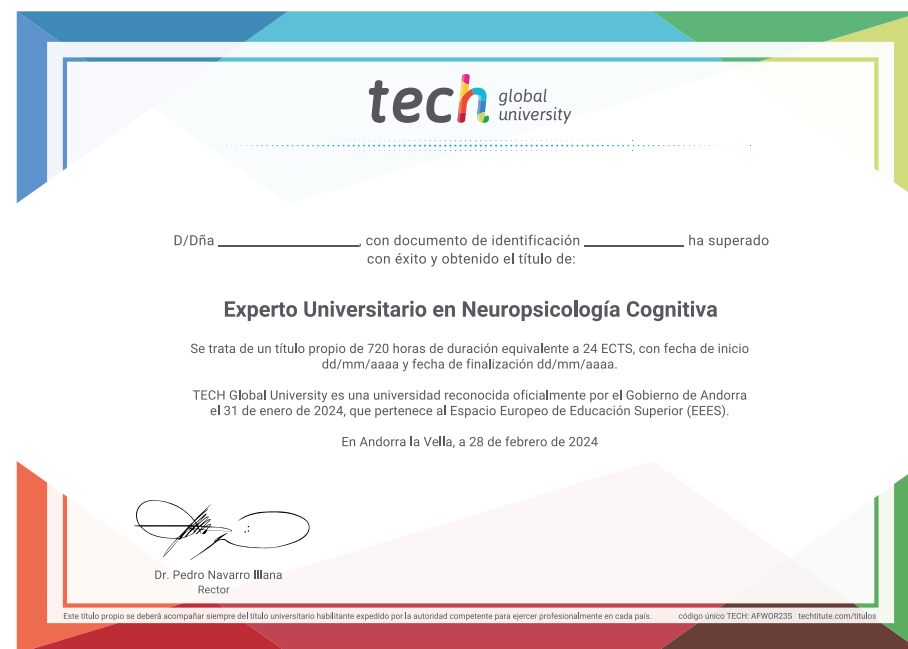 tech global university
D/Dña ____________________, con documento de identificación ______________ ha superado
con éxito y obtenido el título de:
Experto Universitario en Neuropsicología Cognitiva
Se trata de un título propio de 720 horas de duración equivalente a 24 ECTS, con fecha de inicio
dd/mm/aaaa y fecha de finalización dd/mm/aaaa.
TECH Global University es una universidad reconocida oficialmente por el Gobierno de Andorra
el 31 de enero de 2024, que pertenece al Espacio Europeo de Educación Superior (EEES).
En Andorra la Vella, a 28 de febrero de 2024
Dr. Pedro Navarro Illana
Rector
Este título propio se deberá acompañar siempre del título universitario habilitante expedido por la autoridad competente para ejercer profesionalmente en cada país. código único TECH: AFWOR23S techtitute.com/titulos